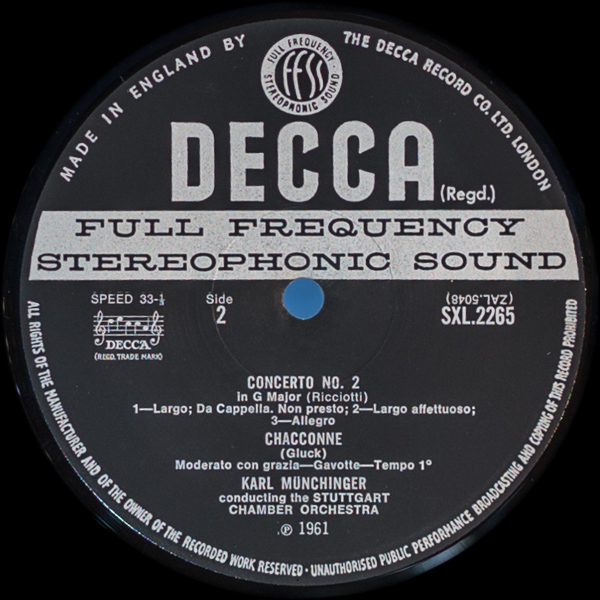 MADE IN ENGLAND BY
THE DECCA RECORD CO. LTD. LONDON
FULL FREQUENCY
FFSS
STEREOPHONIC SOUND
DECCA
(Regd.)
FULL FREQUENCY
STEREOPHONIC SOUND
SPEED 33-⅓
Side
2
(ZAL.5048)
SXL.2265
DECCA
(REGD. TRADE MARK)
CONCERTO NO. 2
in G Major (Ricciotti)
1—Largo; Da Cappella. Non presto; 2—Largo affettuoso;
3—Allegro
CHACCONNE
(Gluck)
Moderato con grazia—Gavotte—Tempo 1°
KARL MÜNCHINGER
conducting the STUTTGART
CHAMBER ORCHESTRA
℗ 1961
ALL RIGHTS OF THE MANUFACTURER AND OF THE OWNER OF THE RECORDED WORK RESERVED · UNAUTHORISED PUBLIC PERFORMANCE BROADCASTING AND COPYING OF THIS RECORD PROHIBITED